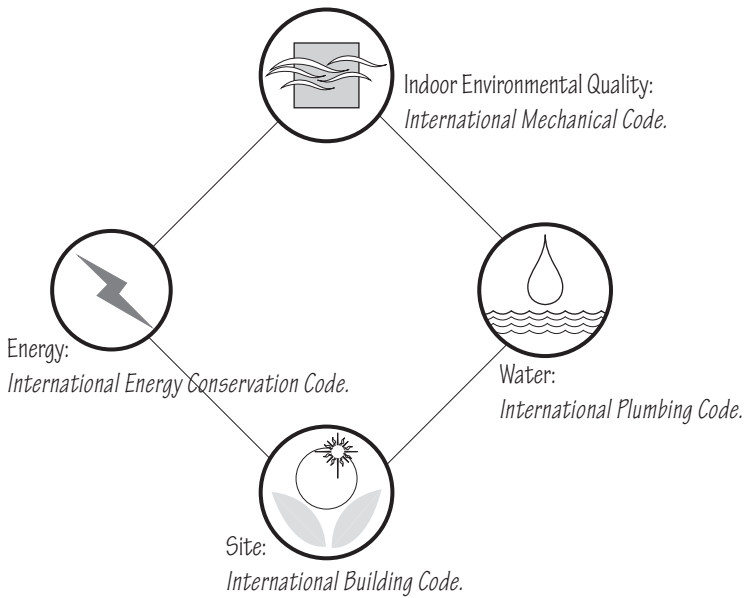 Indoor Environmental Quality:
International Mechanical Code.
Energy:
International Energy Conservation Code.
Water:
International Plumbing Code.
Site:
International Building Code.